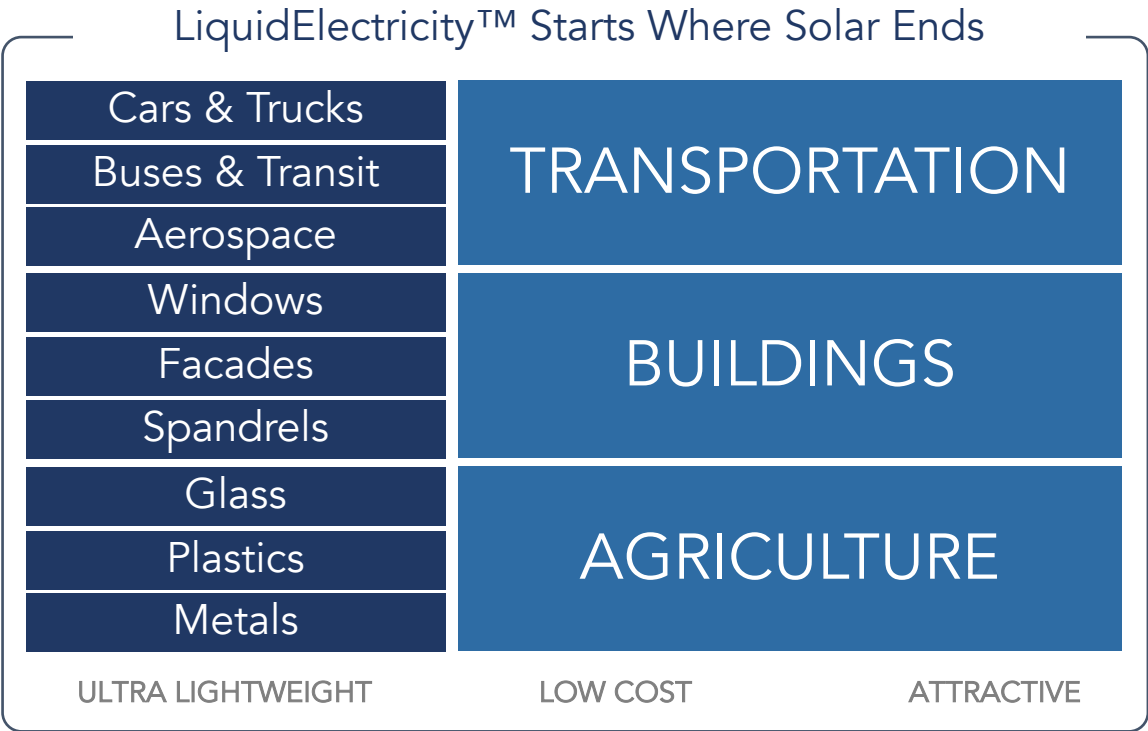 LiquidElectricity™ Starts Where Solar Ends
Cars & Trucks
Buses & Transit
Aerospace
TRANSPORTATION
Windows
Facades
Spandrels
BUILDINGS
Glass
Plastics
Metals
AGRICULTURE
ULTRA LIGHTWEIGHT
LOW COST
ATTRACTIVE